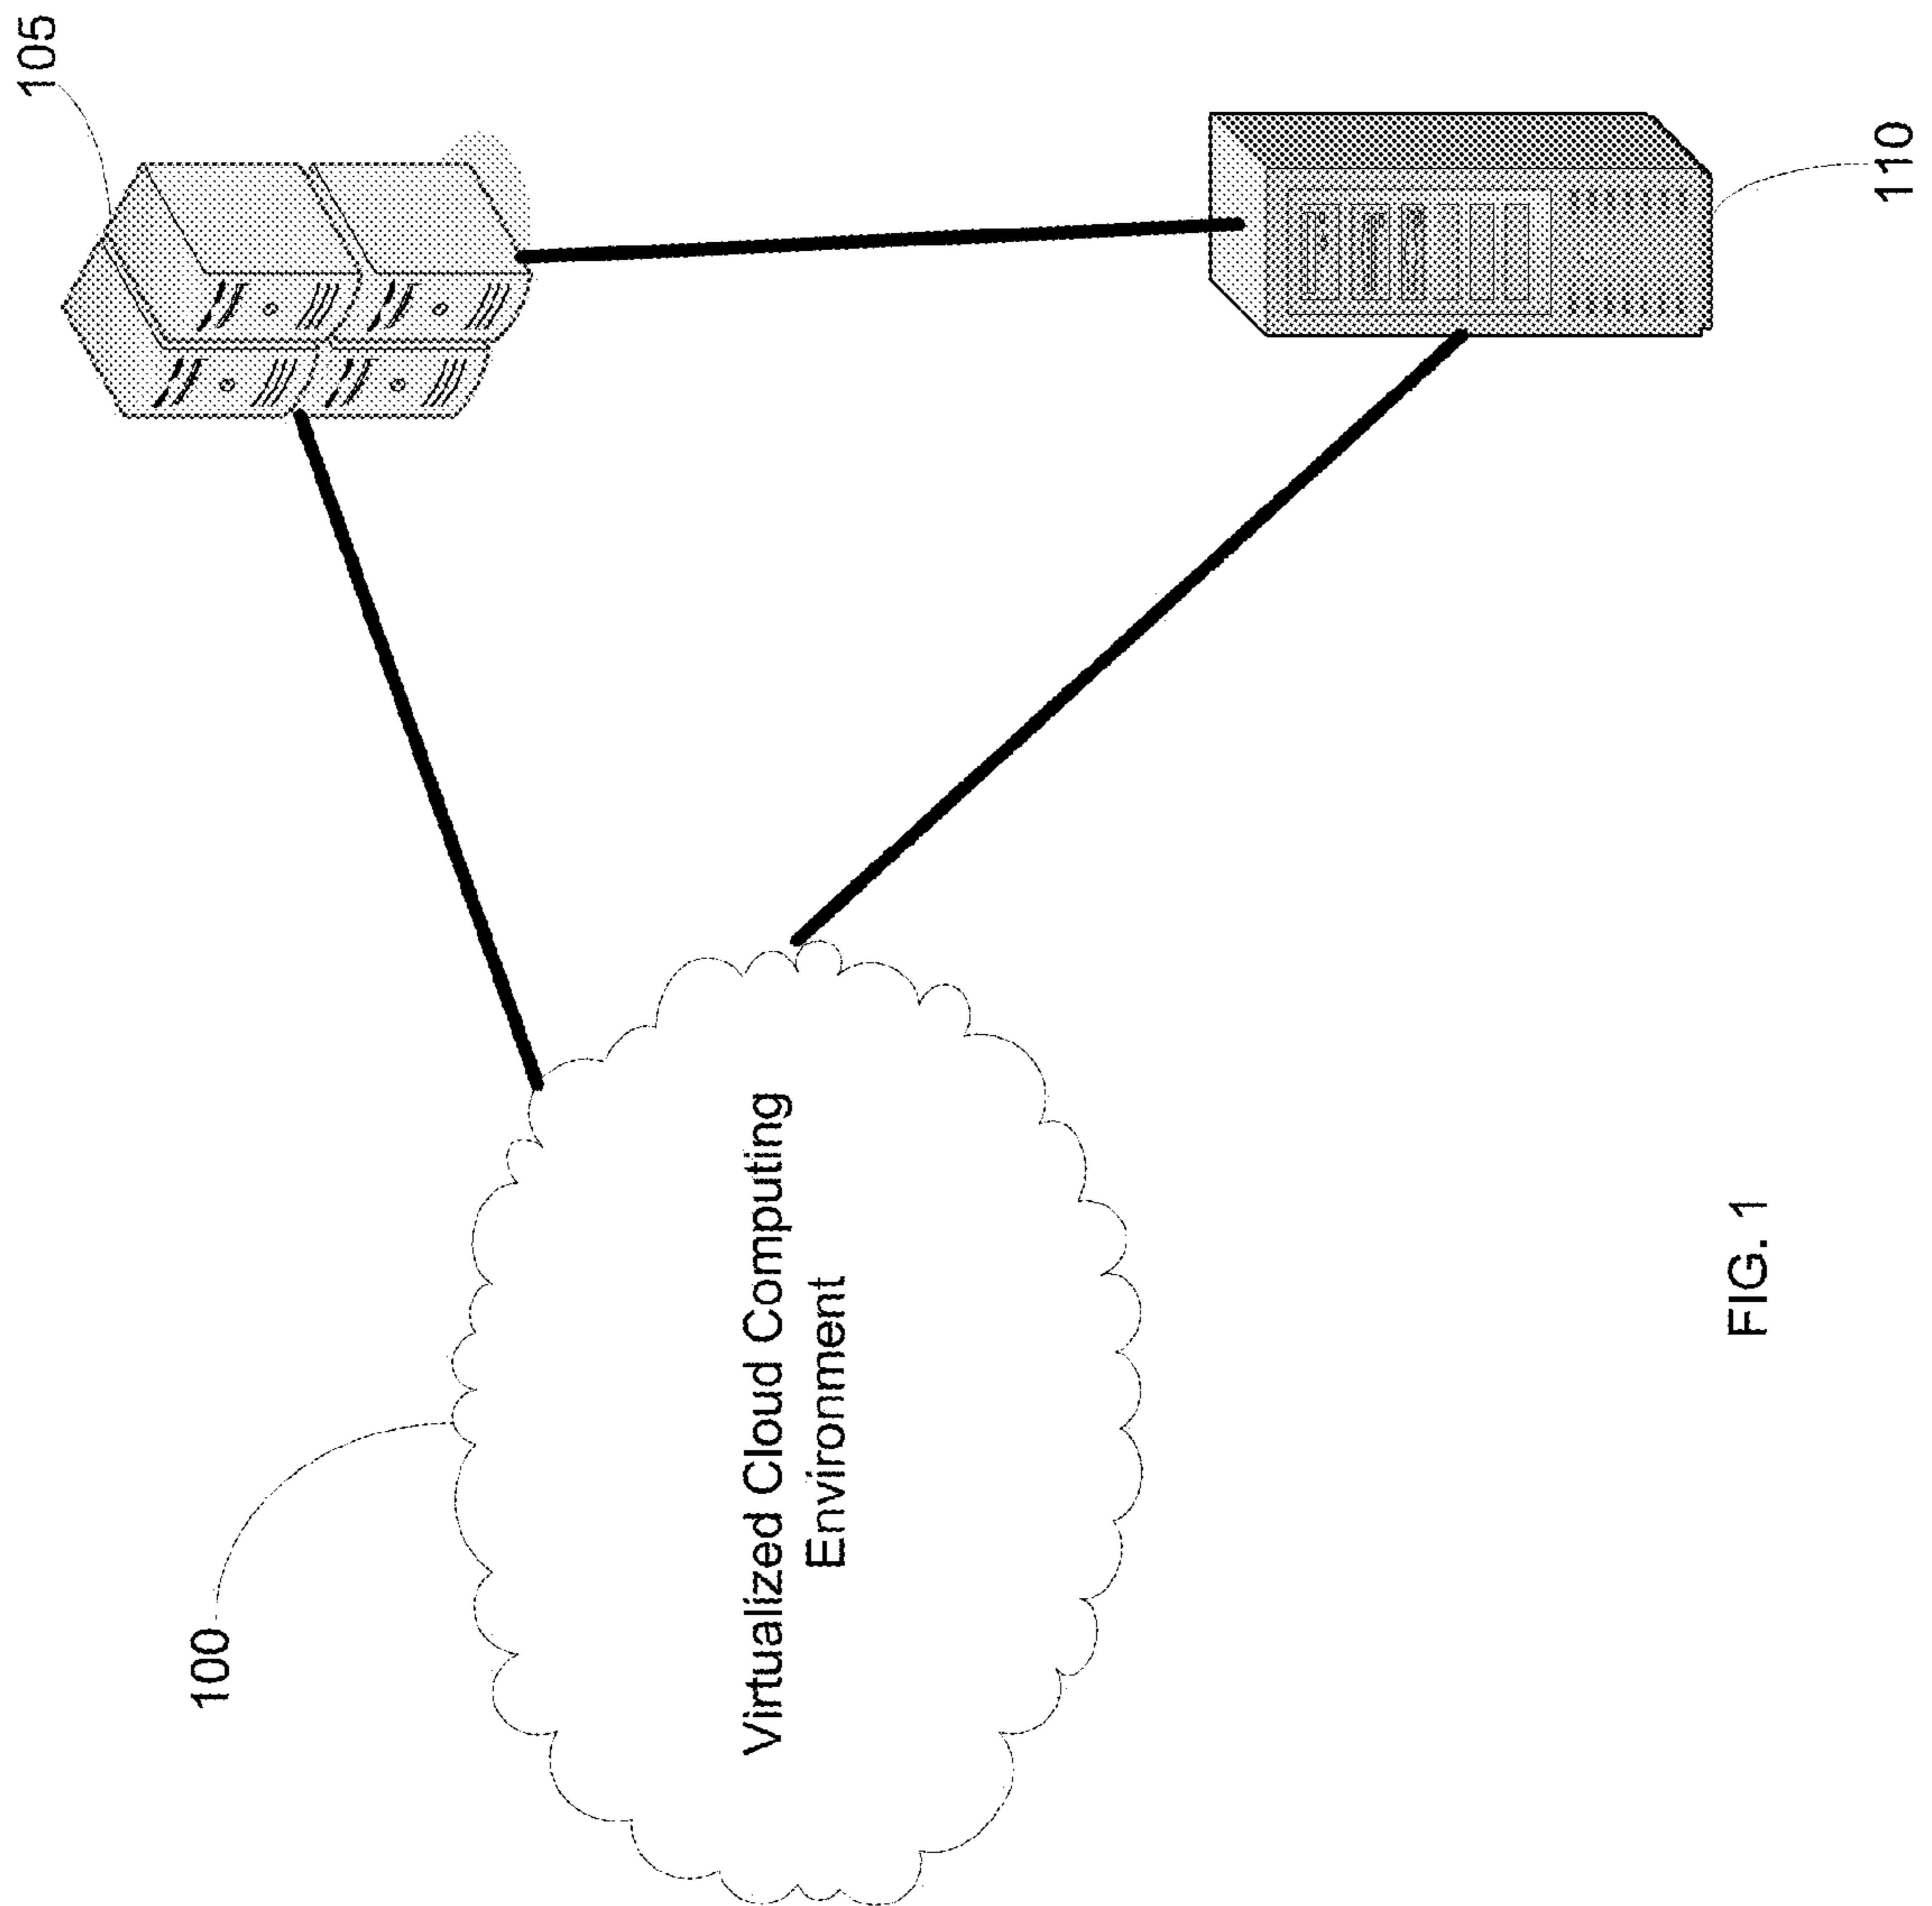 105
110
100
Virtualized Cloud Computing
Environment
FIG. 1